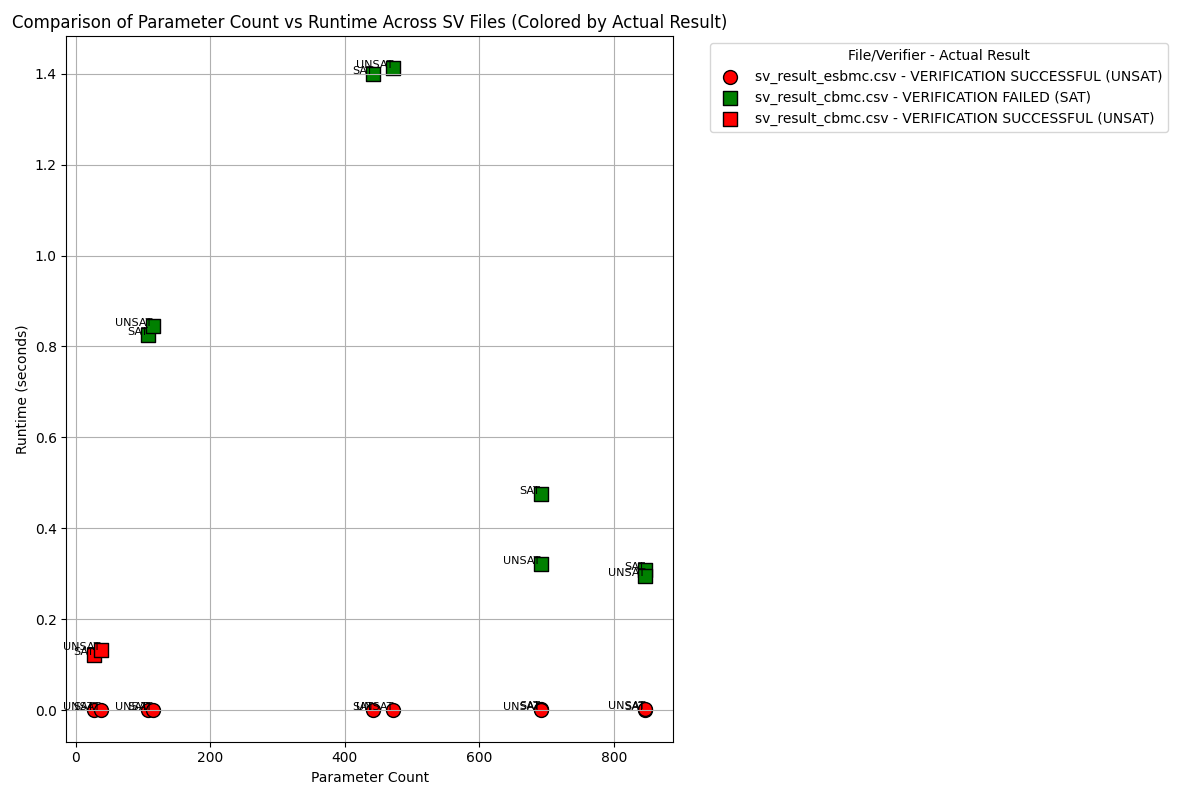 Comparison of Parameter Count vs Runtime Across SV Files (Colored by Actual Result)
File/Verifier - Actual Result
sv_result_esbmc.csv - VERIFICATION SUCCESSFUL (UNSAT)
sv_result_cbmc.csv - VERIFICATION FAILED (SAT)
sv_result_cbmc.csv - VERIFICATION SUCCESSFUL (UNSAT)
Runtime (seconds)
1.4
1.2
1.0
0.8
0.6
0.4
0.2
0.0
UNSAT
SAT
UNSAT
SAT
SAT
UNSAT
SAT
UNSAT
UNSAT
SAT
UNSAT
UNSAT
SAT
SAT
UNSAT
SAT
UNSAT
UNSAT
SAT
0
200
400
600
800
Parameter Count